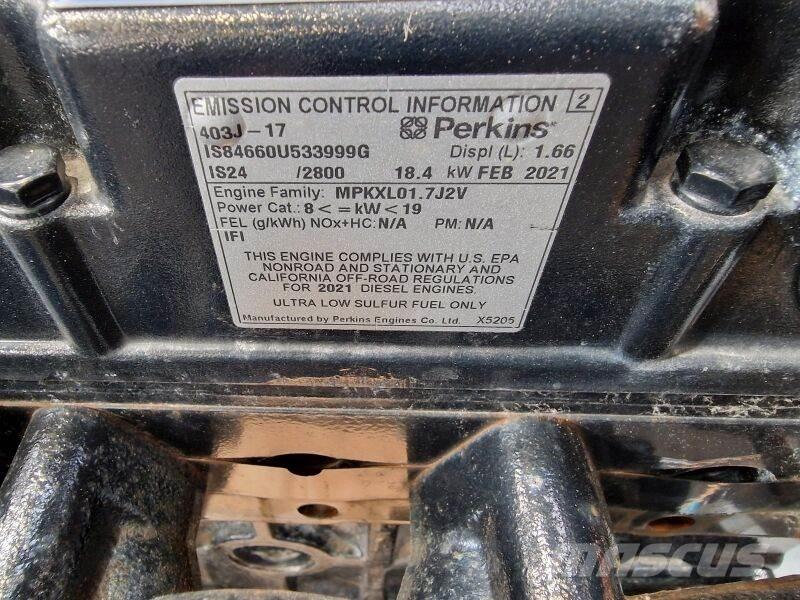 EMISSION CONTROL INFORMATION 2
403J-17 Perkins
IS84660U533999G Displ (L): 1.66
IS24 /2800 18.4 kW FEB 2021
Engine Family: MPKXL01.7J2V
Power Cat.: 8 < = kW < 19
FEL (g/kWh) NOx+HC: N/A PM: N/A
IFI
THIS ENGINE COMPLIES WITH U.S. EPA
NONROAD AND STATIONARY AND
CALIFORNIA OFF-ROAD REGULATIONS
FOR 2021 DIESEL ENGINES.
ULTRA LOW SULFUR FUEL ONLY
Manufactured by Perkins Engines Co. Ltd. X5205
MASCUS